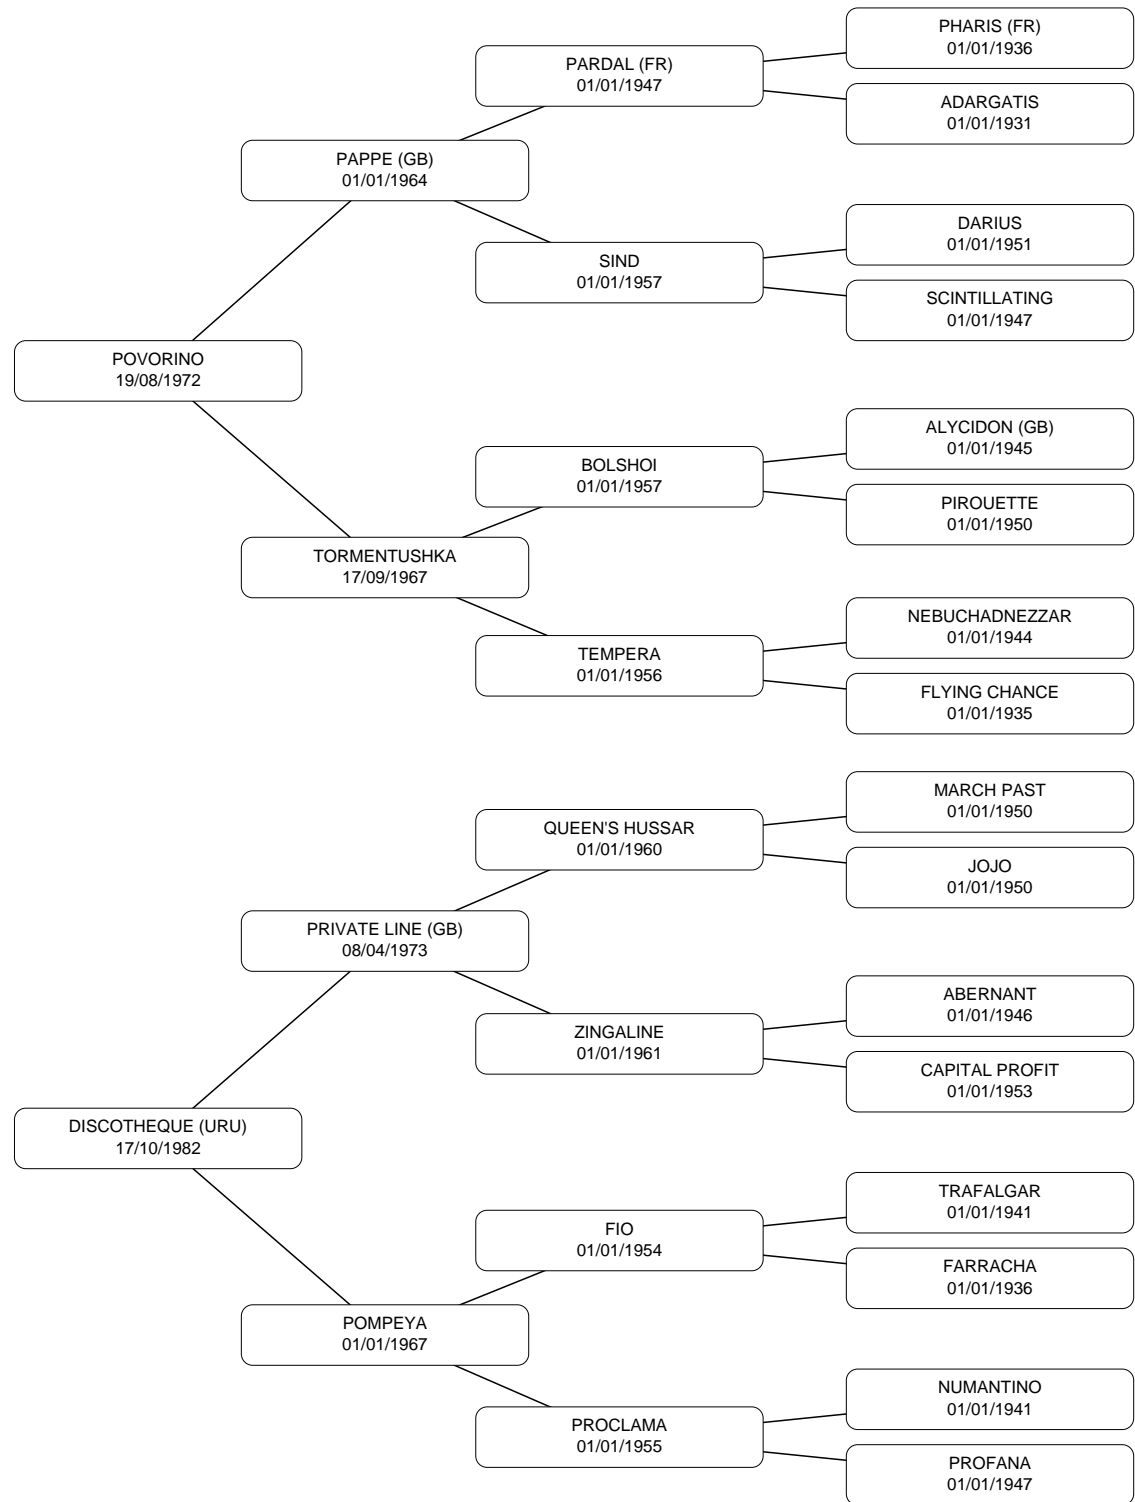 PHARIS (FR)
01/01/1936
PARDAL (FR)
01/01/1947
ADARGATIS
01/01/1931
PAPPE (GB)
01/01/1964
DARIUS
01/01/1951
SIND
01/01/1957
SCINTILLATING
01/01/1947
POVORINO
19/08/1972
ALYCIDON (GB)
01/01/1945
BOLSHOI
01/01/1957
PIROUETTE
01/01/1950
TORMENTUSHKA
17/09/1967
NEBUCHADNEZZAR
01/01/1944
TEMPERA
01/01/1956
FLYING CHANCE
01/01/1935
MARCH PAST
01/01/1950
QUEEN'S HUSSAR
01/01/1960
JOJO
01/01/1950
PRIVATE LINE (GB)
08/04/1973
ABERNANT
01/01/1946
ZINGALINE
01/01/1961
CAPITAL PROFIT
01/01/1953
DISCOTHEQUE (URU)
17/10/1982
TRAFALGAR
01/01/1941
FIO
01/01/1954
FARRACHA
01/01/1936
POMPEYA
01/01/1967
NUMANTINO
01/01/1941
PROCLAMA
01/01/1955
PROFANA
01/01/1947